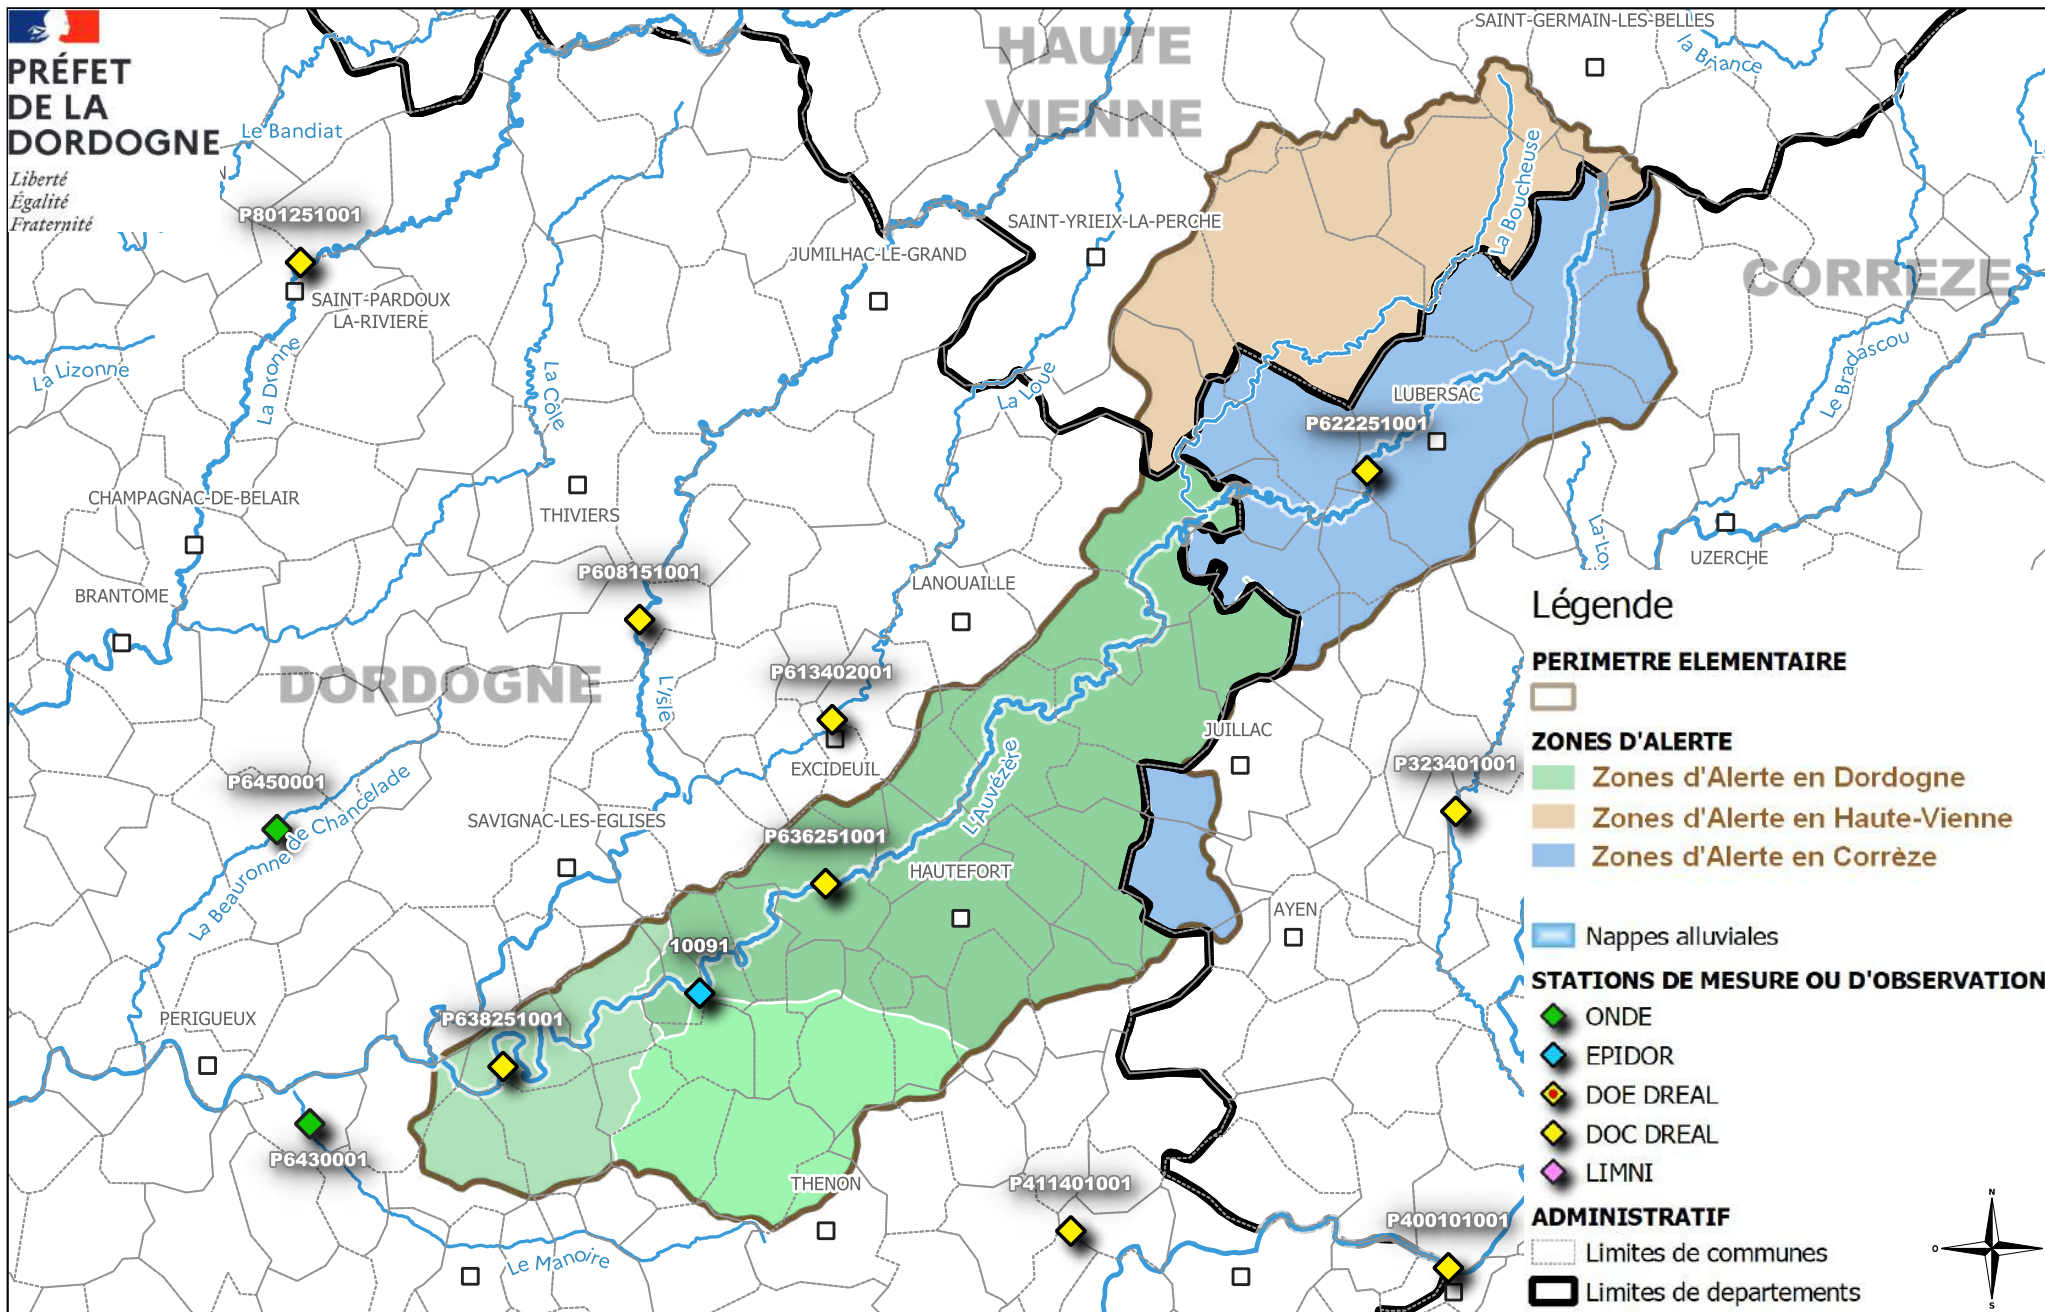 PRÉFET
DE LA
DORDOGNE
Liberté
Égalité
Fraternité
HAUTE
VIENNE
SAINT-GERMAIN-LES-BELLES
la Briance
Le Bandiat
P801251001
SAINT-YRIEIX-LA-PERCHE
La Boucheuse
JUMILHAC-LE-GRAND
CORREZE
SAINT-PARDOUX
LA-RIVIERE
La Lizonne
La Dronne
La Côle
La Loue
LUBERSAC
Le Bradascou
P622251001
CHAMPAGNAC-DE-BELAIR
THIVIERS
UZERCHE
P608151001
LANOUAILLE
BRANTOME
DORDOGNE
P613402001
L'Isle
JUILLAC
EXCIDEUIL
P323401001
P6450001
La Beauronne de Chancelade
SAVIGNAC-LES-EGLISES
P636251001
L'Auvézère
HAUTEFORT
AYEN
10091
PERIGUEUX
P638251001
P6430001
THENON
P411401001
P400101001
Le Manoire
Légende
PERIMETRE ELEMENTAIRE
ZONES D'ALERTE
Zones d'Alerte en Dordogne
Zones d'Alerte en Haute-Vienne
Zones d'Alerte en Corrèze
Nappes alluviales
STATIONS DE MESURE OU D'OBSERVATION
ONDE
EPIDOR
DOE DREAL
DOC DREAL
LIMNI
ADMINISTRATIF
Limites de communes
Limites de departements
N
O
S